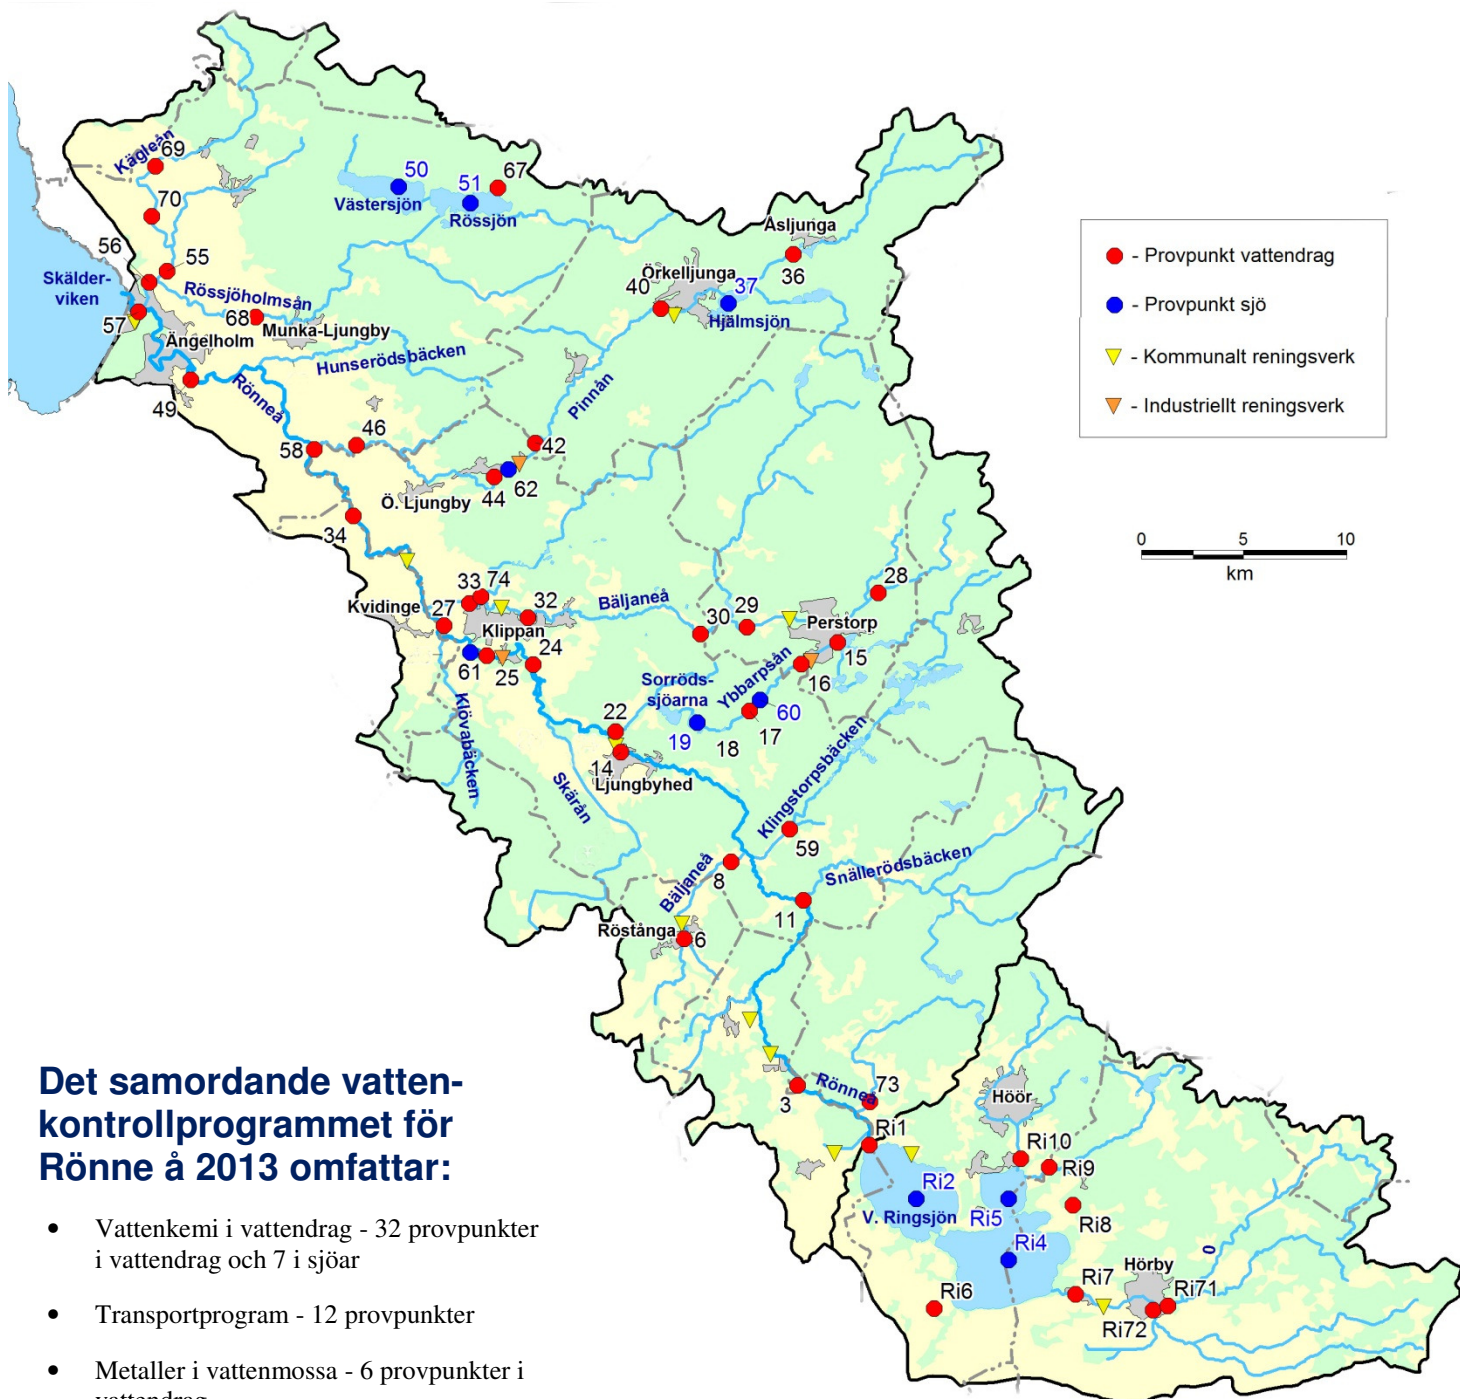 Kägleån
69
70
50
Västersjön
51
Rössjön
67
56
55
Skälder-
viken
57
Rössjöholmsån
68
Munka-Ljungby
Ängelholm
Hunserödsbäcken
Rönneå
49
46
58
Pinnån
42
44
62
Ö. Ljungby
34
Åsljunga
36
Örkelljunga
40
37
Hjälmsjön
- Provpunkt vattendrag
- Provpunkt sjö
- Kommunalt reningsverk
- Industriellt reningsverk
0 5 10
km
33
74
32
Kvidinge
27
Klippan
24
61
25
Bäljaneå
30
29
28
Perstorp
15
16
Sorröds-
sjöarna
Ybbarpsån
60
17
18
19
22
14
Ljungbyhed
Klövabäcken
Skärån
Klingstorpsbäcken
59
Snällerödsbäcken
8
Bäljaneå
11
Röstånga
6
Rönneå
3
73
Ri1
Höör
Ri10
Ri9
Ri2
V. Ringsjön
Ri5
Ri8
Ri4
Ri6
Ri7
Hörby
Ri71
Ri72
0
Det samordande vatten-
kontrollprogrammet för
Rönne å 2013 omfattar:
• Vattenkemi i vattendrag - 32 provpunkter
i vattendrag och 7 i sjöar
• Transportprogram - 12 provpunkter
• Metaller i vattenmossa - 6 provpunkter i
vattendrag